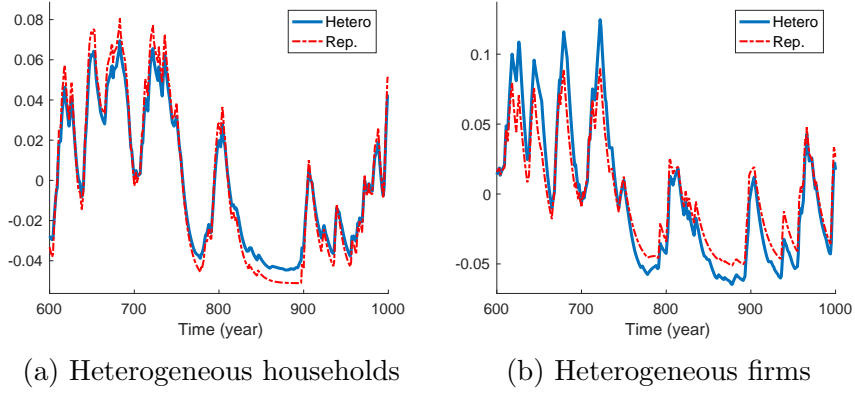 0.08
0.06
0.04
0.02
0
-0.02
-0.04
600
700
800
900
1000
Time (year)
Hetero
Rep.
(a) Heterogeneous households
0.1
0.05
0
-0.05
600
700
800
900
1000
Time (year)
Hetero
Rep.
(b) Heterogeneous firms